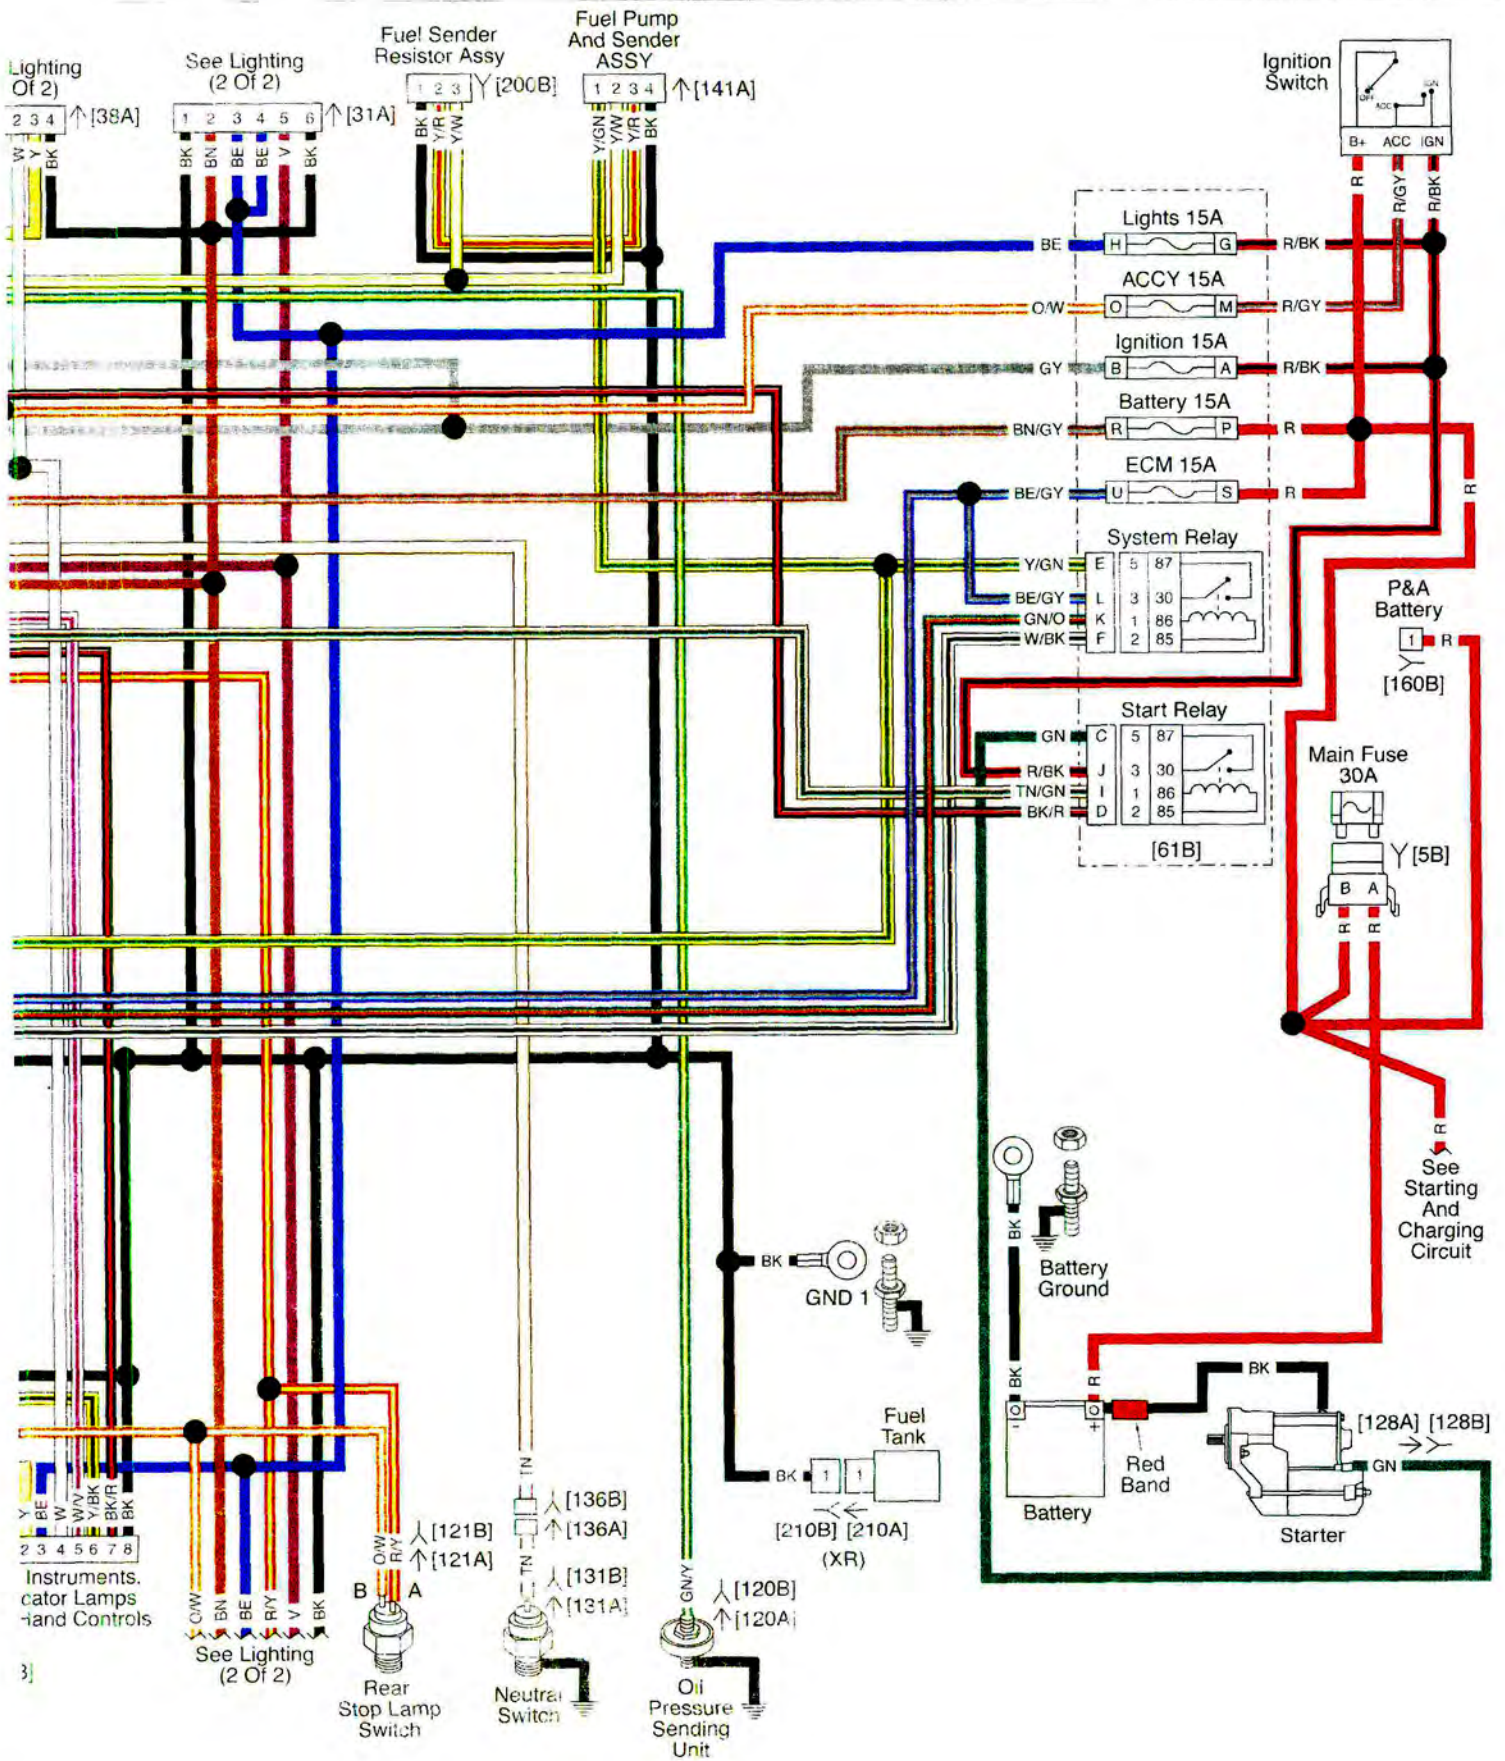 Lighting
Of 2)
2 3 4
[38A]
W
Y
BK
See Lighting
(2 Of 2)
1 2 3 4 5 6
[31A]
BK
BN
BE
BE
V
BK
Fuel Sender
Resistor Assy
1 2 3
[200B]
BK
Y/R
Y/W
Fuel Pump
And Sender
ASSY
1 2 3 4
[141A]
Y/GN
Y/W
Y/R
BK
Ignition
Switch
OFF
ACC
IGN
B+ ACC IGN
R
R/GY
R/BK
Lights 15A
BE H G R/BK
ACCY 15A
O/W O M R/GY
Ignition 15A
GY B A R/BK
Battery 15A
BN/GY R P R
ECM 15A
BE/GY U S R
R
System Relay
Y/GN E 5 87
BE/GY L 3 30
GN/O K 1 86
W/BK F 2 85
P&A
Battery
1 R
[160B]
Start Relay
GN C 5 87
R/BK J 3 30
TN/GN I 1 86
BK/R D 2 85
[61B]
Main Fuse
30A
[5B]
B A
R
R
R
See
Starting
And
Charging
Circuit
BK
Battery
Ground
BK
GND 1
BK
R
BK
- +
Battery
Red
Band
[128A] [128B]
GN
Starter
Fuel
Tank
BK 1 1
[210B] [210A]
(XR)
Y
BE
W
W/V
Y/BK
BK/R
BK
2 3 4 5 6 7 8
Instruments.
cator Lamps
Hand Controls
B]
O/W
BN
BE
R/Y
V
BK
See Lighting
(2 Of 2)
O/W
R/Y
[121B]
[121A]
B A
Rear
Stop Lamp
Switch
TN
[136B]
[136A]
TN
[131B]
[131A]
Neutral
Switch
GN/Y
[120B]
[120A]
Oil
Pressure
Sending
Unit